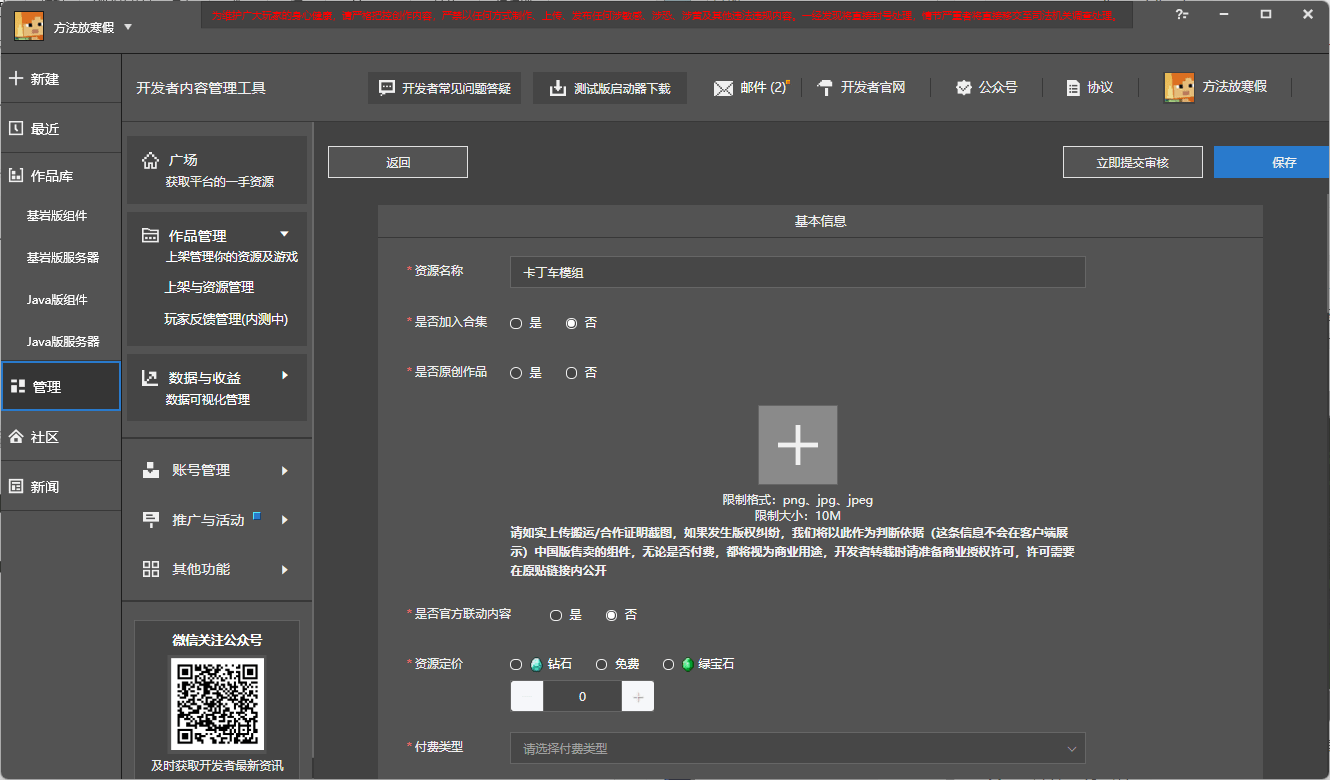 方法放寒假
新建
最近
作品库
基岩版组件
基岩版服务器
Java版组件
Java版服务器
管理
社区
新闻
开发者内容管理工具
开发者常见问题答疑
测试版启动器下载
邮件 (2)
开发者官网
公众号
协议
方法放寒假
广场
获取平台的一手资源
作品管理
上架管理你的资源及游戏
上架与资源管理
玩家反馈管理(内测中)
数据与收益
数据可视化管理
账号管理
推广与活动
其他功能
微信关注公众号
及时获取开发者最新资讯
返回
立即提交审核
保存
基本信息
*资源名称
卡丁车模组
*是否加入合集
是
否
*是否原创作品
是
否
限制格式：png、jpg、jpeg
限制大小：10M
请如实上传搬运/合作证明截图，如果发生版权纠纷，我们将以此作为判断依据（这条信息不会在客户端展
示）中国版售卖的组件，无论是否付费，都将视为商业用途，开发者转载时请准备商业授权许可，许可需要
在原贴链接内公开
*是否官方联动内容
是
否
*资源定价
钻石
免费
绿宝石
0
*付费类型
请选择付费类型